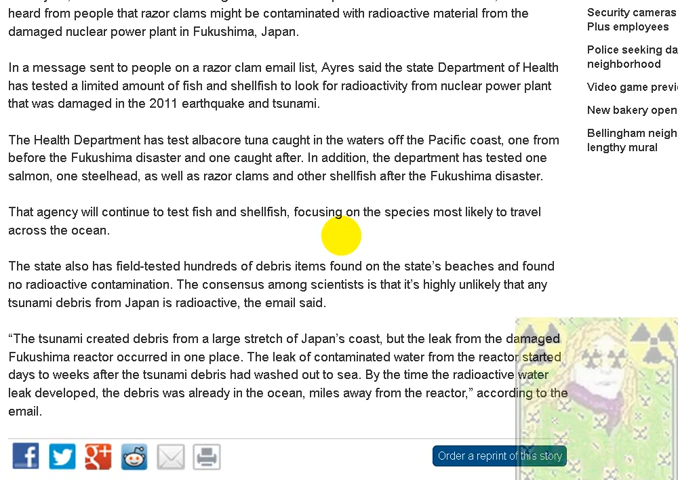 heard from people that razor clams might be contaminated with radioactive material from the
damaged nuclear power plant in Fukushima, Japan.
In a message sent to people on a razor clam email list, Ayres said the state Department of Health
has tested a limited amount of fish and shellfish to look for radioactivity from nuclear power plant
that was damaged in the 2011 earthquake and tsunami.
The Health Department has test albacore tuna caught in the waters off the Pacific coast, one from
before the Fukushima disaster and one caught after. In addition, the department has tested one
salmon, one steelhead, as well as razor clams and other shellfish after the Fukushima disaster.
That agency will continue to test fish and shellfish, focusing on the species most likely to travel
across the ocean.
The state also has field-tested hundreds of debris items found on the state’s beaches and found
no radioactive contamination. The consensus among scientists is that it’s highly unlikely that any
tsunami debris from Japan is radioactive, the email said.
“The tsunami created debris from a large stretch of Japan’s coast, but the leak from the damaged
Fukushima reactor occurred in one place. The leak of contaminated water from the reactor started
days to weeks after the tsunami debris had washed out to sea. By the time the radioactive water
leak developed, the debris was already in the ocean, miles away from the reactor,” according to the
email.
Order a reprint of this story
Security cameras
Plus employees
Police seeking da
neighborhood
Video game previ
New bakery open
Bellingham neigh
lengthy mural